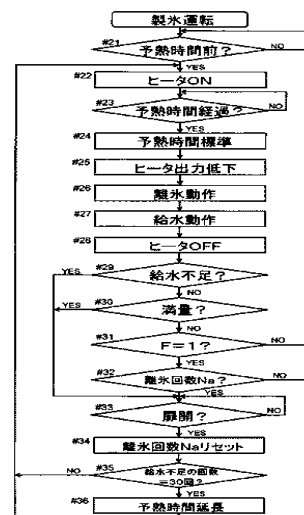 製氷運転
#21
予熱時間前？
NO
YES
#22
ヒータON
#23
予熱時間経過？
NO
YES
#24
予熱時間標準
#25
ヒータ出力低下
#26
離氷動作
#27
給水動作
#28
ヒータOFF
#29
給水不足？
YES
NO
#30
満量？
YES
NO
#31
F＝1？
NO
YES
#32
離氷回数Na？
NO
YES
#33
扉開？
NO
YES
#34
離氷回数Naリセット
#35
給水不足の回数
＝30回？
NO
YES
#36
予熱時間延長